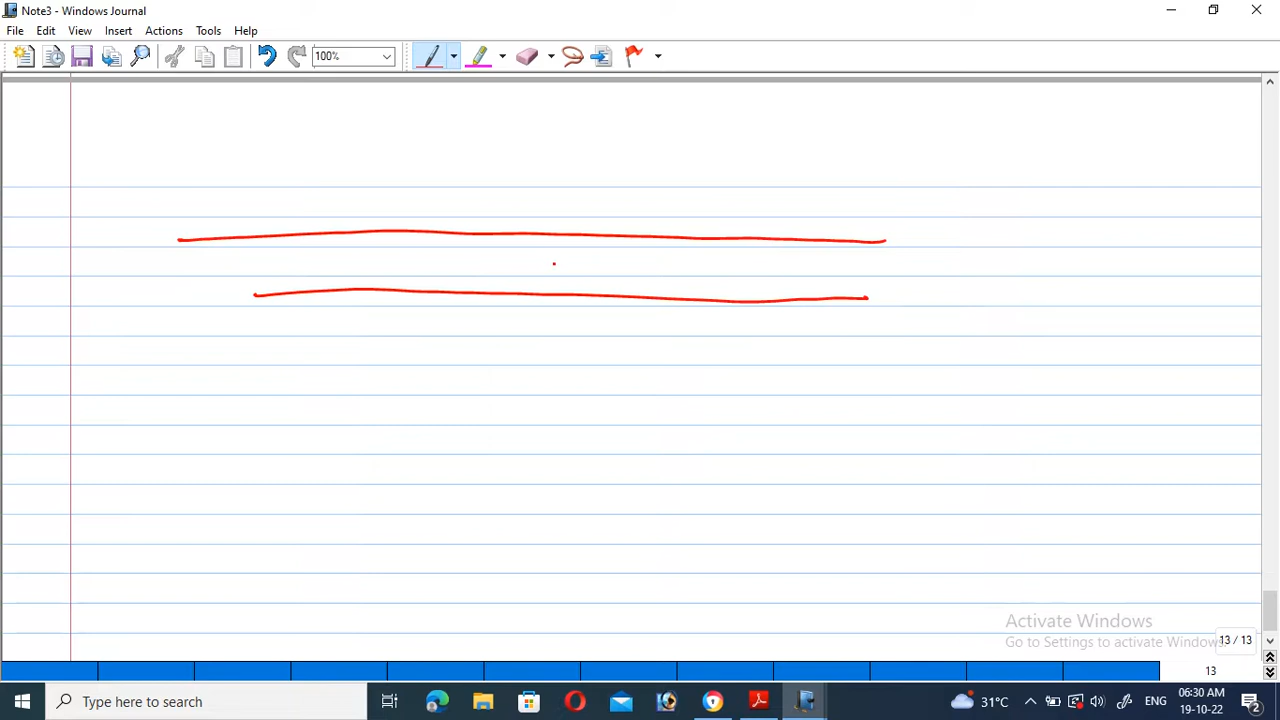 Note3 - Windows Journal
File Edit View Insert Actions Tools Help
100%
Activate Windows
Go to Settings to activate Windows.
13 / 13
13
Type here to search
31°C
ENG
06:30 AM
19-10-22
2